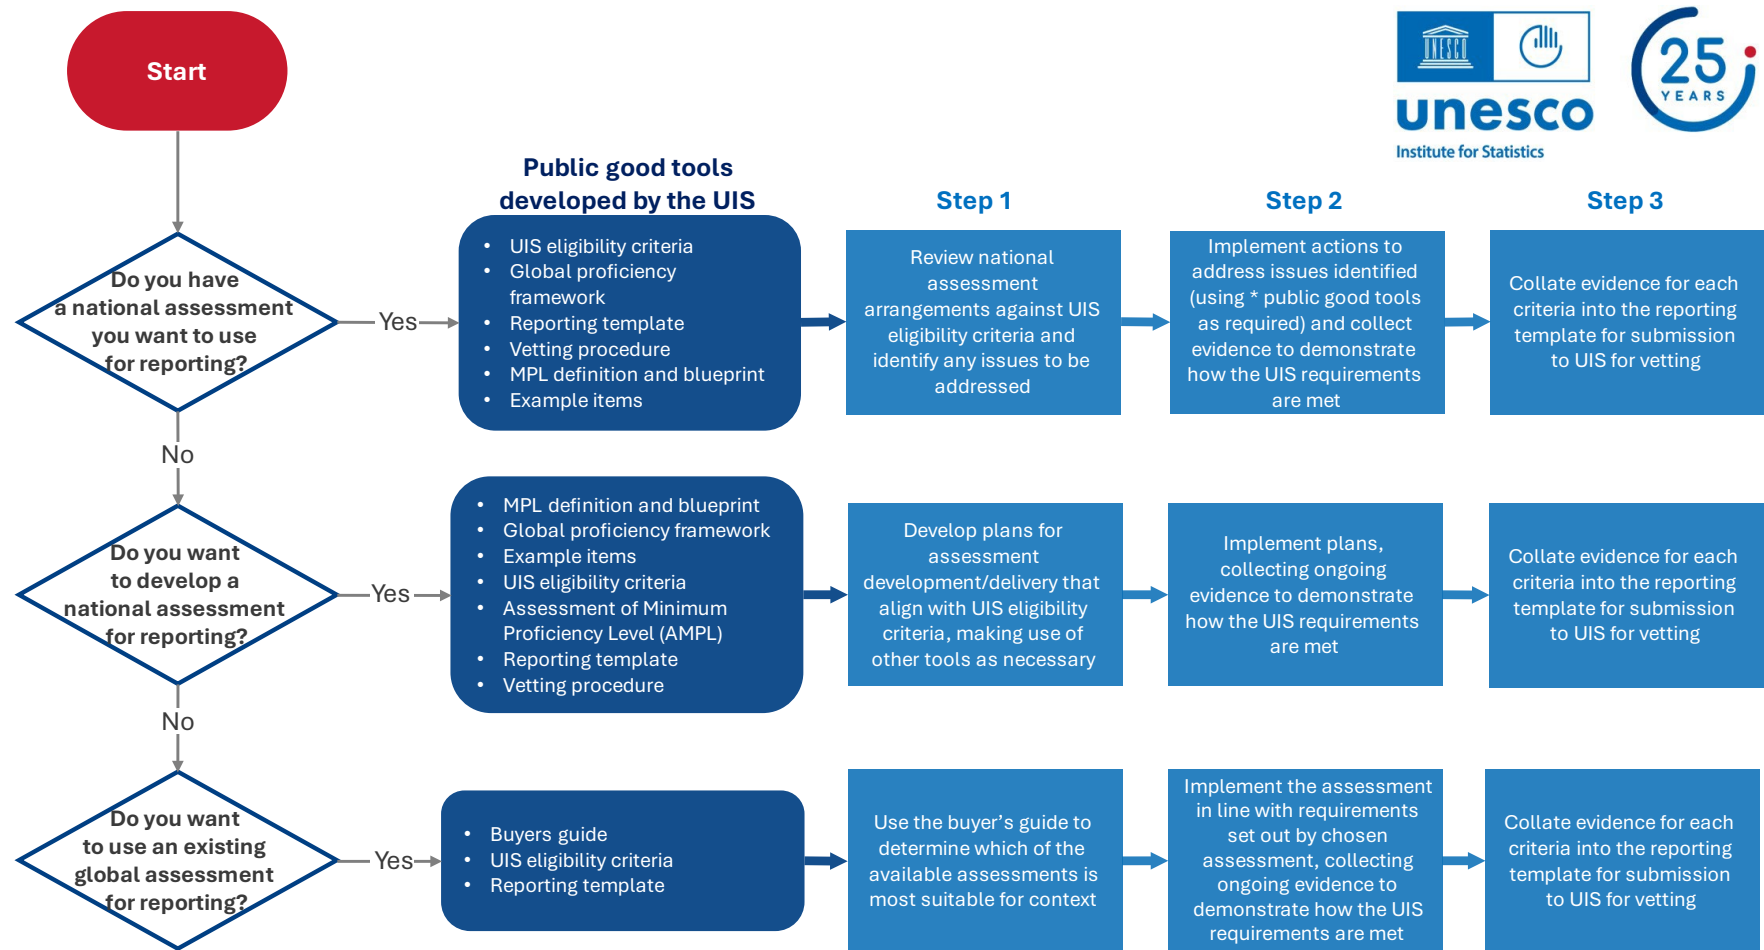 Start
UNESCO
unesco
Institute for Statistics
25
YEARS
Public good tools
developed by the UIS
Step 1
Step 2
Step 3
Do you have
a national assessment
you want to use
for reporting?
Yes
• UIS eligibility criteria
• Global proficiency
framework
• Reporting template
• Vetting procedure
• MPL definition and blueprint
• Example items
Review national
assessment
arrangements against UIS
eligibility criteria and
identify any issues to be
addressed
Implement actions to
address issues identified
(using * public good tools
as required) and collect
evidence to demonstrate
how the UIS requirements
are met
Collate evidence for each
criteria into the reporting
template for submission
to UIS for vetting
No
Do you want
to develop a
national assessment
for reporting?
Yes
• MPL definition and blueprint
• Global proficiency framework
• Example items
• UIS eligibility criteria
• Assessment of Minimum
Proficiency Level (AMPL)
• Reporting template
• Vetting procedure
Develop plans for
assessment
development/delivery that
align with UIS eligibility
criteria, making use of
other tools as necessary
Implement plans,
collecting ongoing
evidence to demonstrate
how the UIS requirements
are met
Collate evidence for each
criteria into the reporting
template for submission
to UIS for vetting
No
Do you want
to use an existing
global assessment
for reporting?
Yes
• Buyers guide
• UIS eligibility criteria
• Reporting template
Use the buyer’s guide to
determine which of the
available assessments is
most suitable for context
Implement the assessment
in line with requirements
set out by chosen
assessment, collecting
ongoing evidence to
demonstrate how the UIS
requirements are met
Collate evidence for each
criteria into the reporting
template for submission
to UIS for vetting